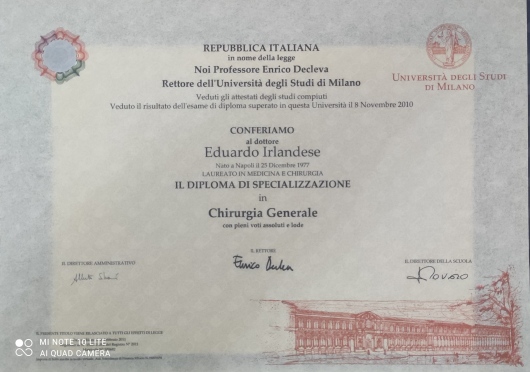 REPUBBLICA ITALIANA
in nome della legge
Noi Professore Enrico Decleva
Rettore dell'Università degli Studi di Milano
Veduti gli attestati degli studi compiuti
Veduto il risultato dell'esame di diploma superato in questa Università il 8 Novembre 2010
UNIVERSITÀ DEGLI STUDI
DI MILANO
CONFERIAMO
al dottore
Eduardo Irlandese
Nato a Napoli il 23 Dicembre 1977
LAUREATO IN MEDICINA E CHIRURGIA
IL DIPLOMA DI SPECIALIZZAZIONE
in
Chirurgia Generale
con pieni voti assoluti e lode
IL DIRETTORE AMMINISTRATIVO
IL RETTORE
Enrico Decleva
IL DIRETTORE DELLA SCUOLA
MI NOTE 10 LITE
AI QUAD CAMERA